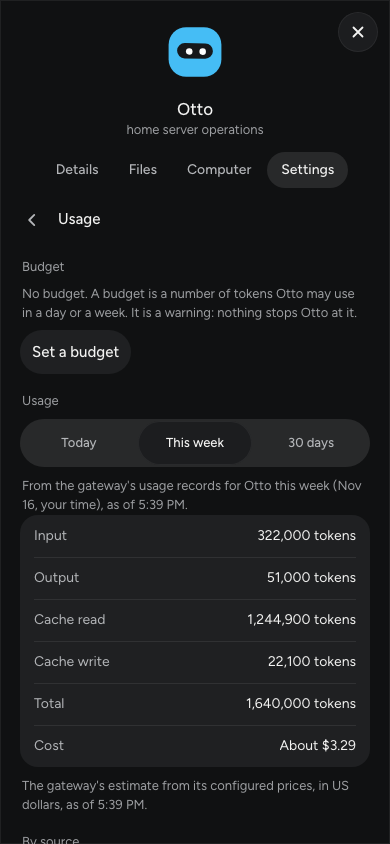 Otto
home server operations
Details Files Computer Settings
Usage
Budget
No budget. A budget is a number of tokens Otto may use
in a day or a week. It is a warning: nothing stops Otto at it.
Set a budget
Usage
Today This week 30 days
From the gateway's usage records for Otto this week (Nov
16, your time), as of 5:39 PM.
Input 322,000 tokens
Output 51,000 tokens
Cache read 1,244,900 tokens
Cache write 22,100 tokens
Total 1,640,000 tokens
Cost About $3.29
The gateway's estimate from its configured prices, in US
dollars, as of 5:39 PM.
By source